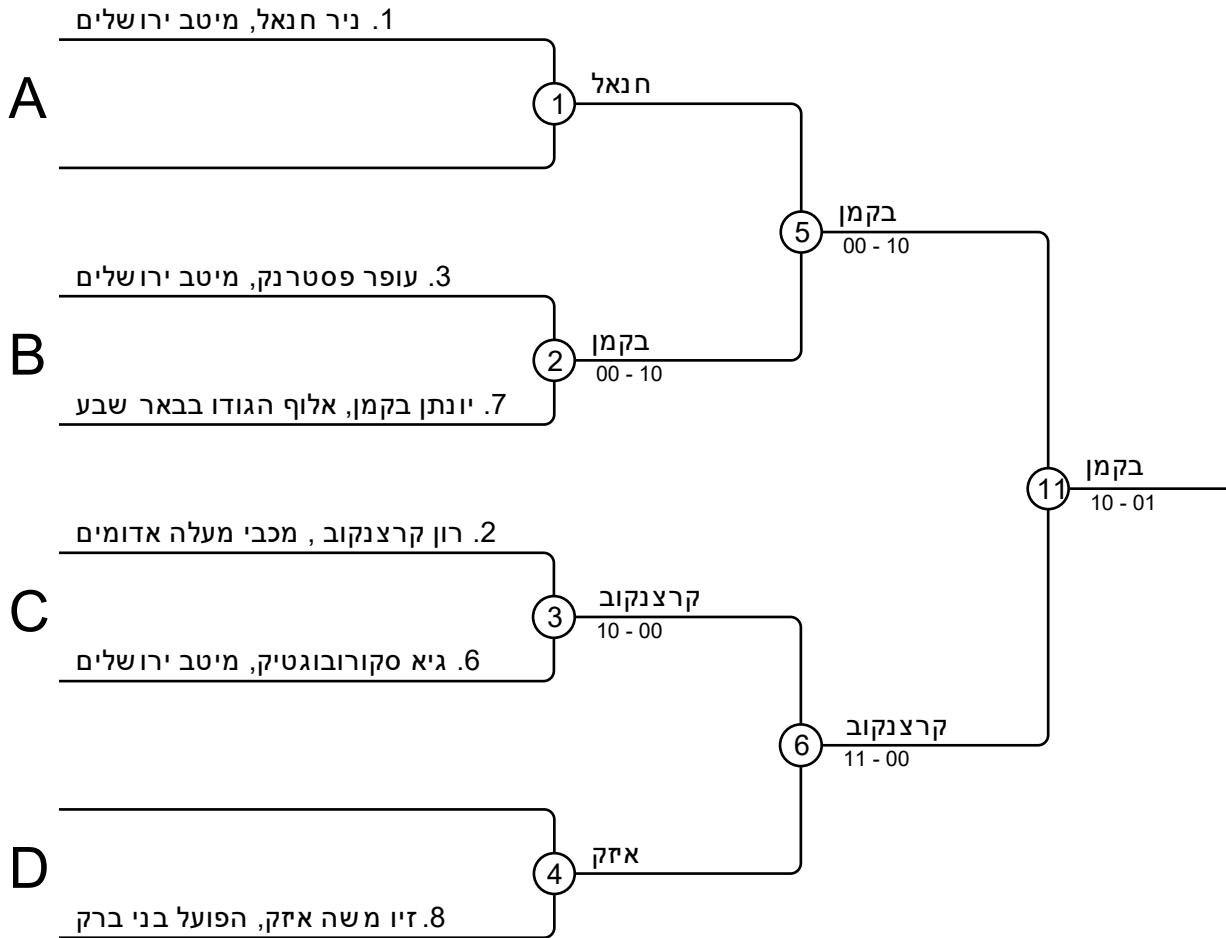 1. ניר חנאל, מיטב ירושלים
A
1
חנאל
5
בקמן
00 - 10
3. עופר פסטרנק, מיטב ירושלים
B
2
בקמן
00 - 10
7. יונתן בקמן, אלוף הגודו בבאר שבע
11
בקמן
10 - 01
2. רון קרצנקוב , מכבי מעלה אדומים
C
3
קרצנקוב
10 - 00
6. גיא סקורובוגטיק, מיטב ירושלים
6
קרצנקוב
11 - 00
D
4
איזק
8. זיו משה איזק, הפועל בני ברק